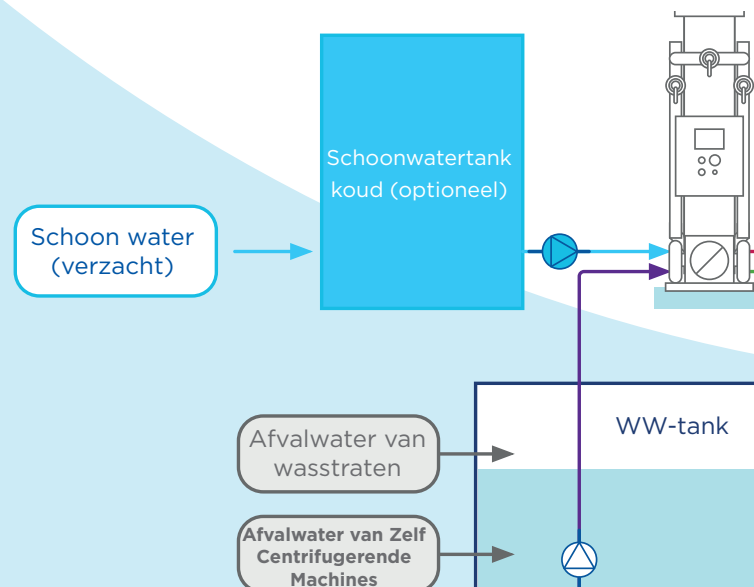 Schoonwatertank
koud (optioneel)
Schoon water
(verzacht)
WW-tank
Afvalwater van
wasstraten
Afvalwater van Zelf
Centrifugerende
Machines